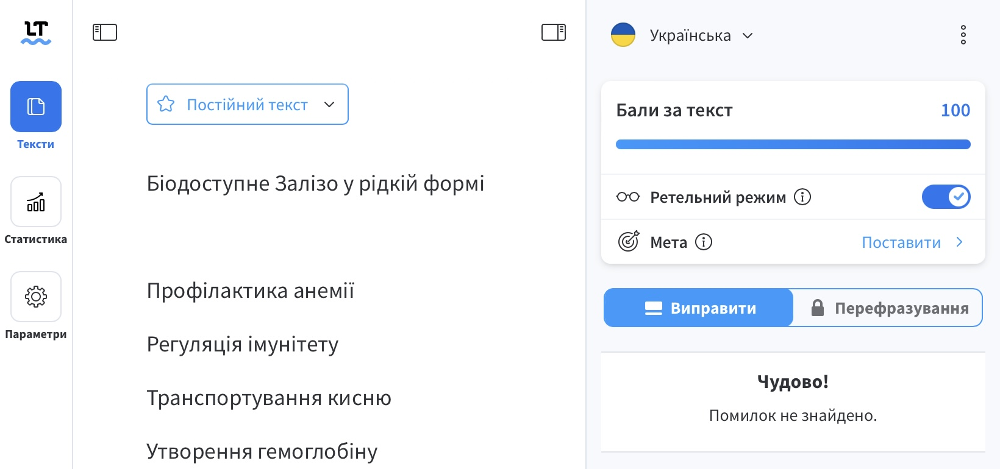 LT
Тексти
Статистика
Параметри
Постійний текст
Біодоступне Залізо у рідкій формі
Профілактика анемії
Регуляція імунітету
Транспортування кисню
Утворення гемоглобіну
Українська
Бали за текст 100
Ретельний режим
Мета Поставити
Виправити Перефразування
Чудово!
Помилок не знайдено.